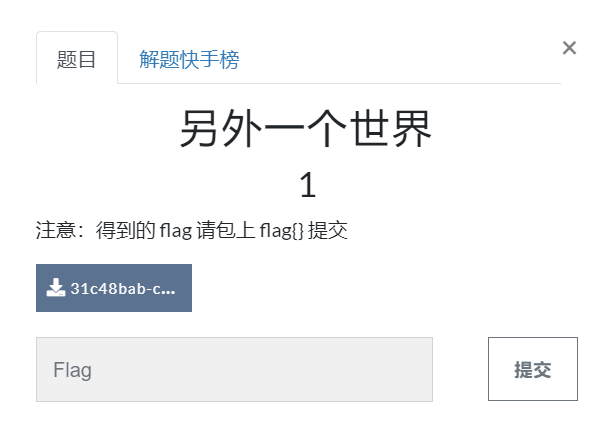 题目 解题快手榜 ×
另外一个世界
1
注意：得到的 flag 请包上 flag{} 提交
31c48bab-c...
Flag 提交